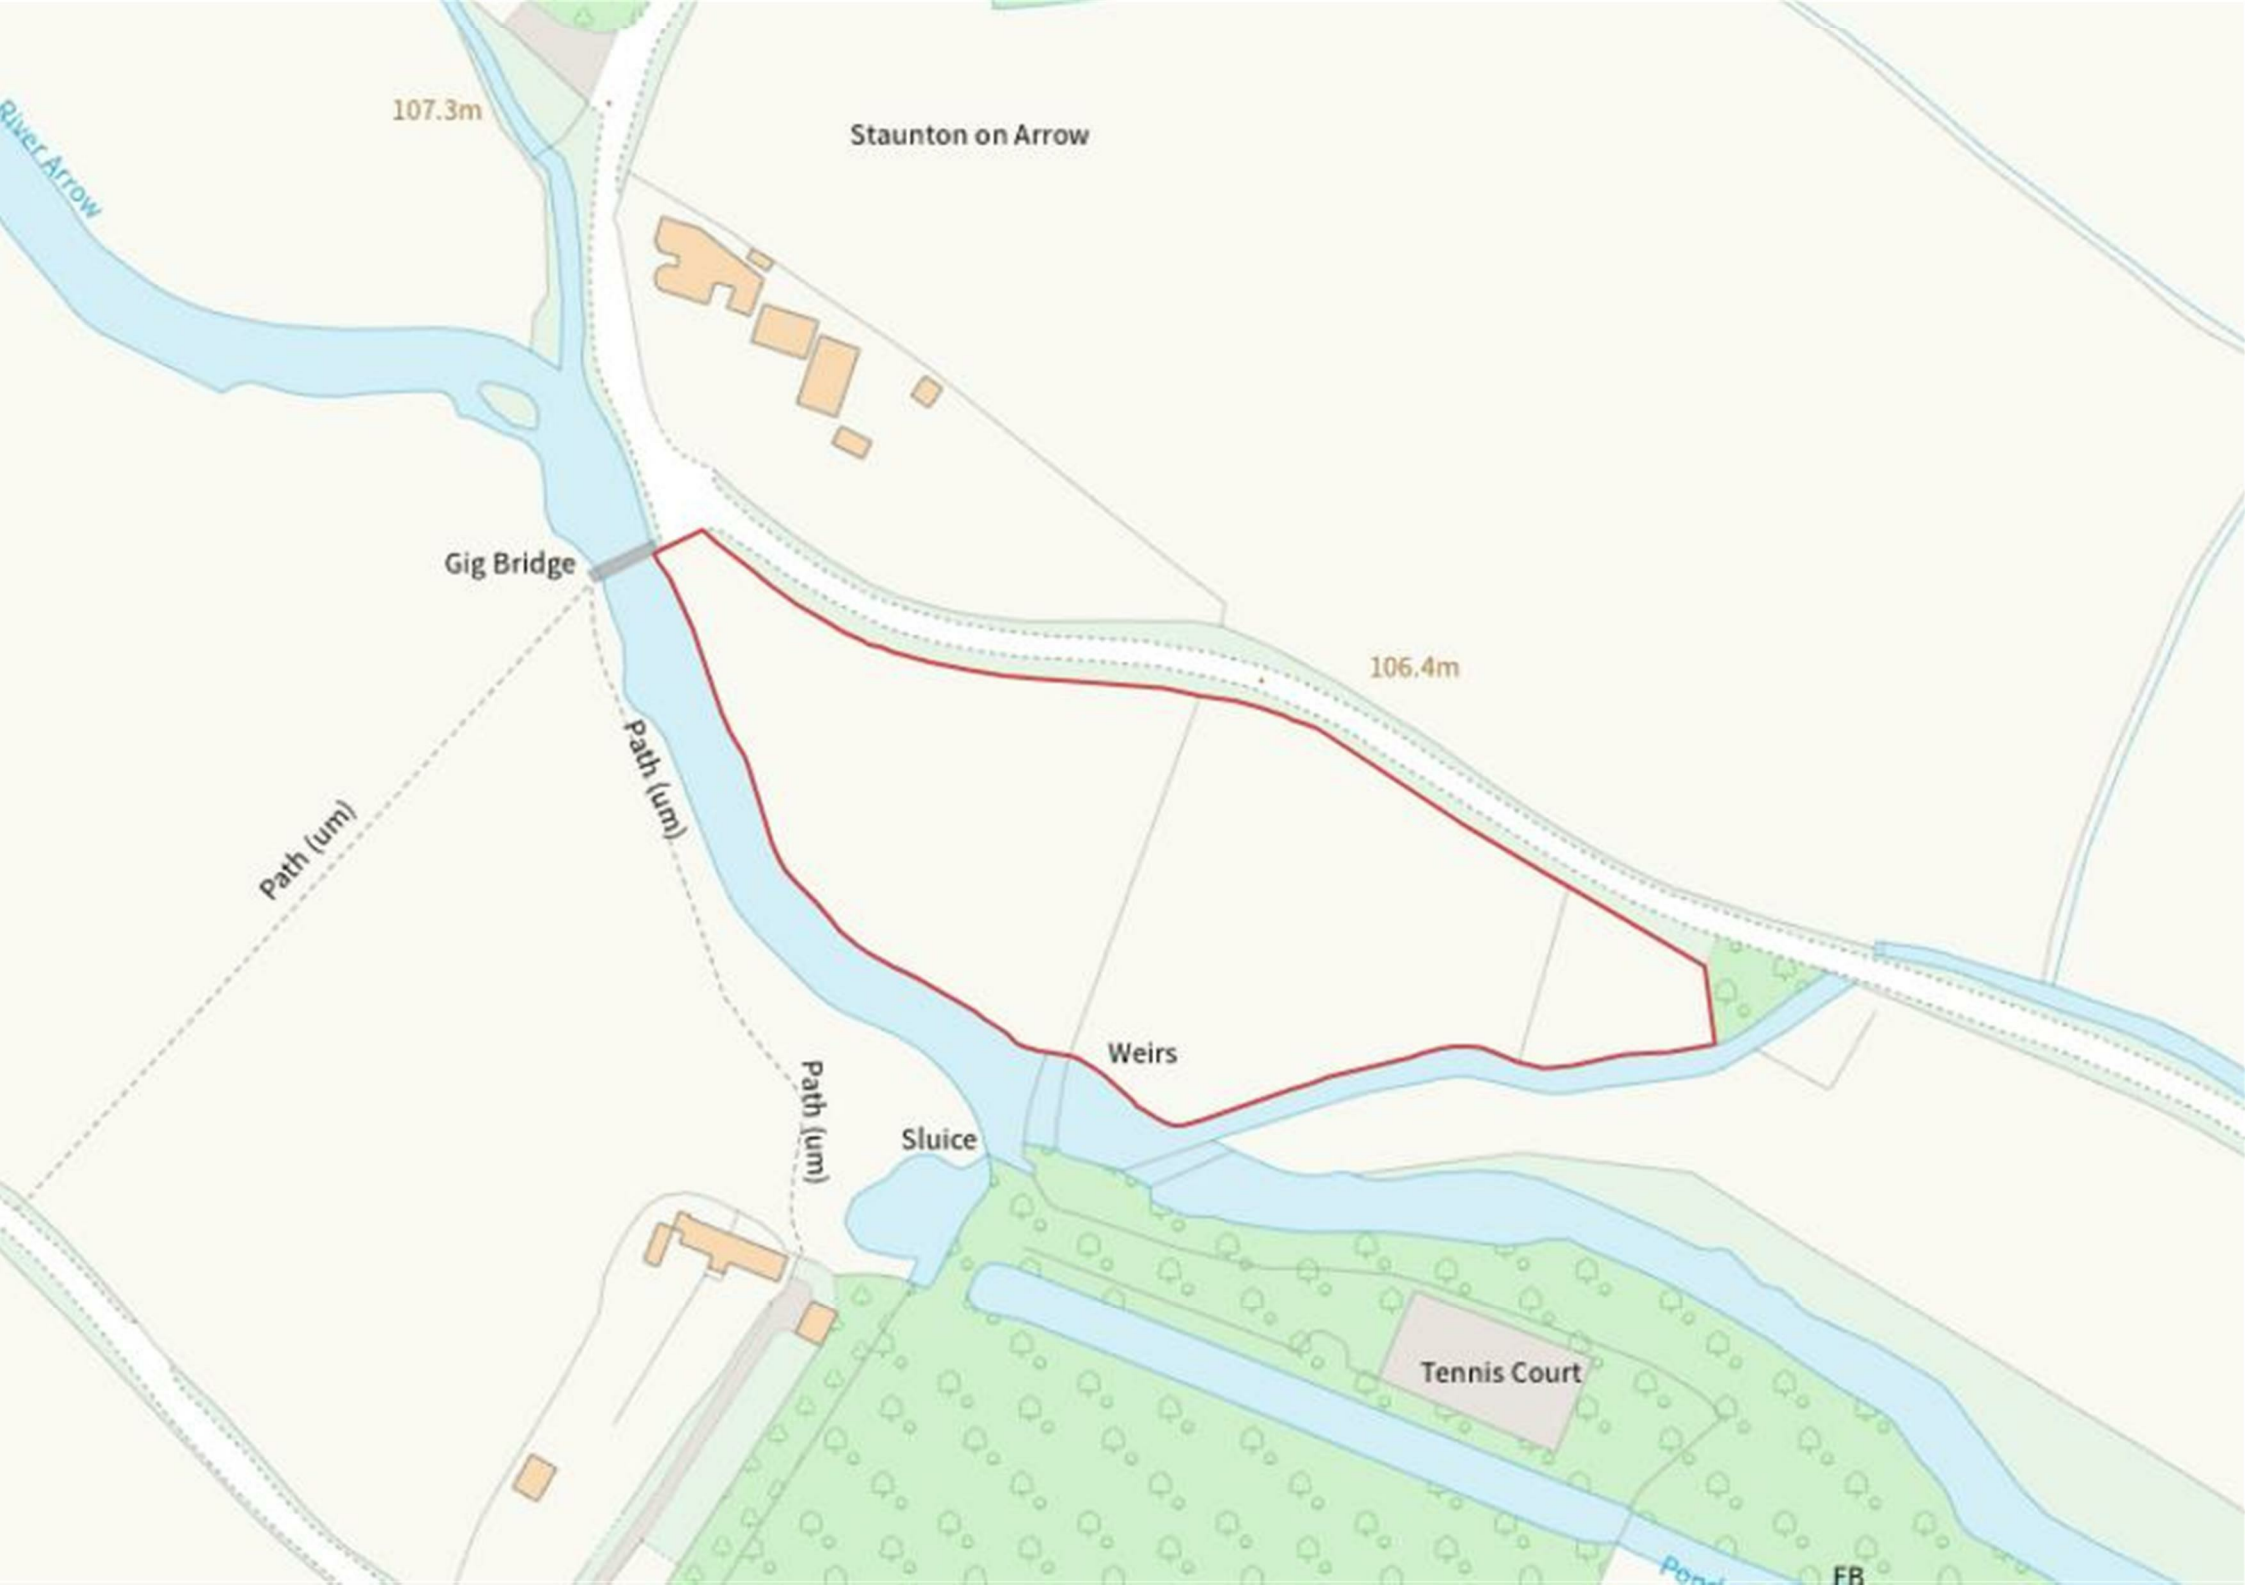 River Arrow
107.3m
Staunton on Arrow
Gig Bridge
106.4m
Path (um)
Path (um)
Weirs
Path (um)
Sluice
Tennis Court
Pond
FB